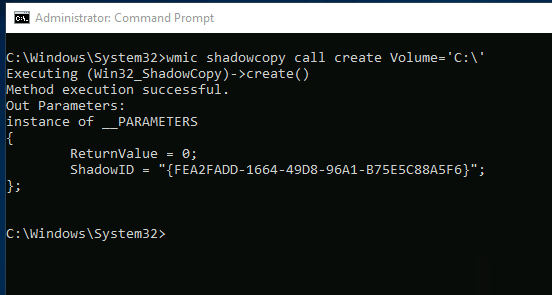 Administrator: Command Prompt
C:\Windows\System32>wmic shadowcopy call create Volume='C:\'
Executing (Win32_ShadowCopy)->create()
Method execution successful.
Out Parameters:
instance of __PARAMETERS
{
        ReturnValue = 0;
        ShadowID = "{FEA2FADD-1664-49D8-96A1-B75E5C88A5F6}";
};
C:\Windows\System32>